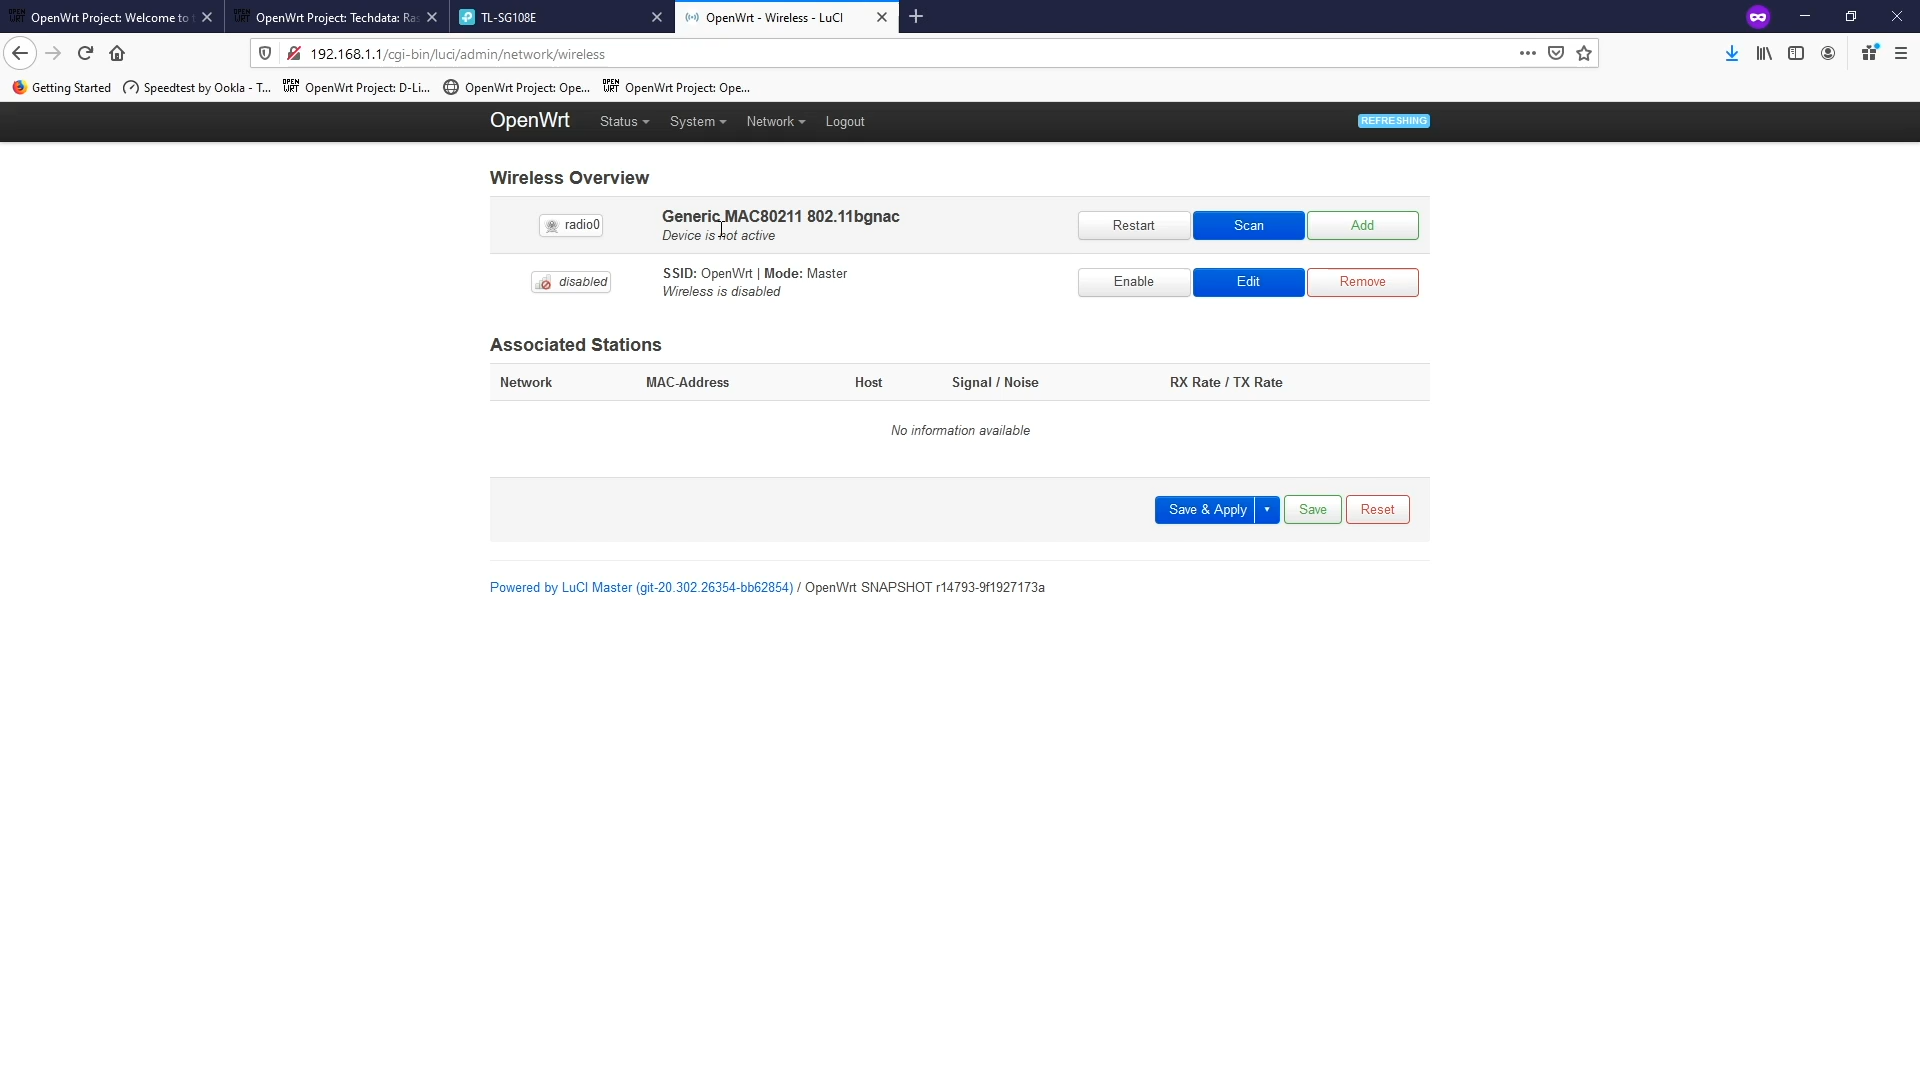 OpenWrt Project: Welcome to
OpenWrt Project: Techdata: Ras
TL-SG108E
OpenWrt - Wireless - LuCI
192.168.1.1/cgi-bin/luci/admin/network/wireless
Getting Started
Speedtest by Ookla - T...
OPEN WRT
OpenWrt Project: D-Li...
OpenWrt Project: Ope...
OPEN WRT
OpenWrt Project: Ope...
OpenWrt
Status
System
Network
Logout
REFRESHING
Wireless Overview
radio0
Generic MAC80211 802.11bgnac
Device is not active
Restart
Scan
Add
disabled
SSID: OpenWrt | Mode: Master
Wireless is disabled
Enable
Edit
Remove
Associated Stations
Network
MAC-Address
Host
Signal / Noise
RX Rate / TX Rate
No information available
Save & Apply
Save
Reset
Powered by LuCI Master (git-20.302.26354-bb62854) / OpenWrt SNAPSHOT r14793-9f1927173a